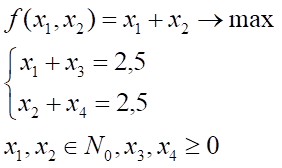 f(x₁, x₂) = x₁ + x₂ → max
x₁ + x₃ = 2,5
x₂ + x₄ = 2,5
x₁, x₂ ∈ N₀, x₃, x₄ ≥ 0